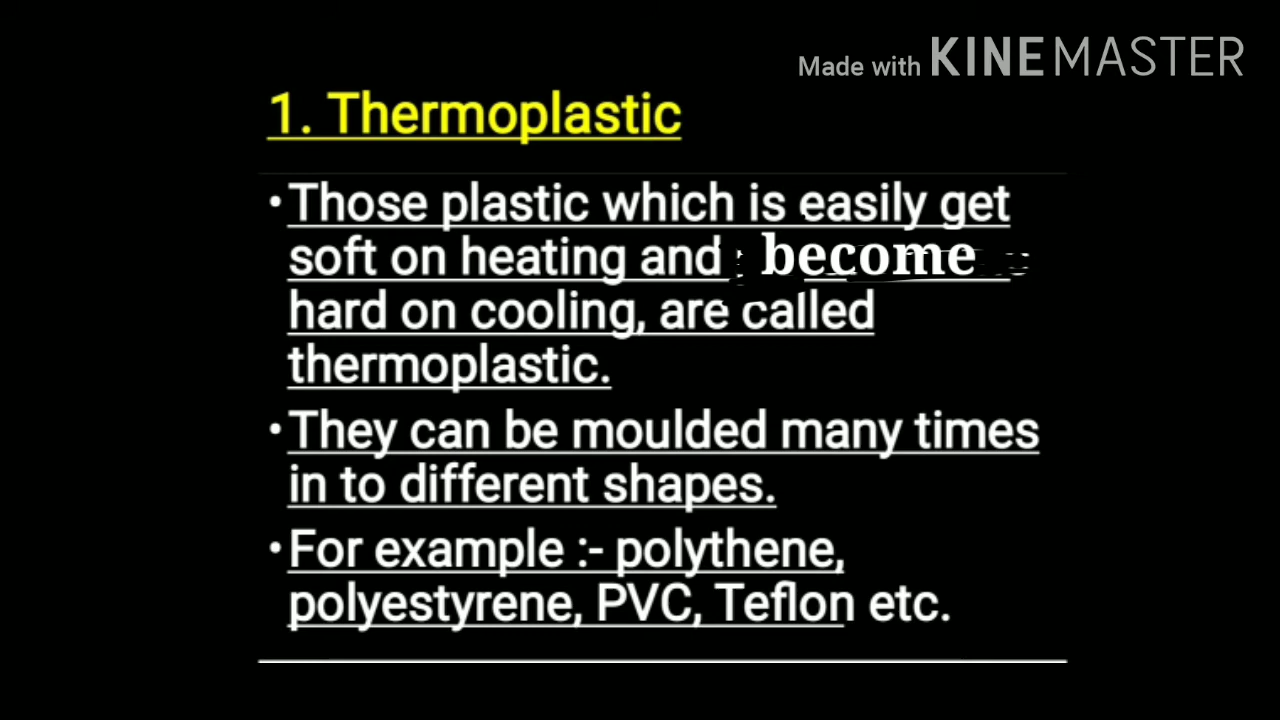 Made with KINEMASTER
1. Thermoplastic
•Those plastic which is easily get
soft on heating and become
hard on cooling, are called
thermoplastic.
•They can be moulded many times
in to different shapes.
•For example :- polythene,
polyestyrene, PVC, Teflon etc.